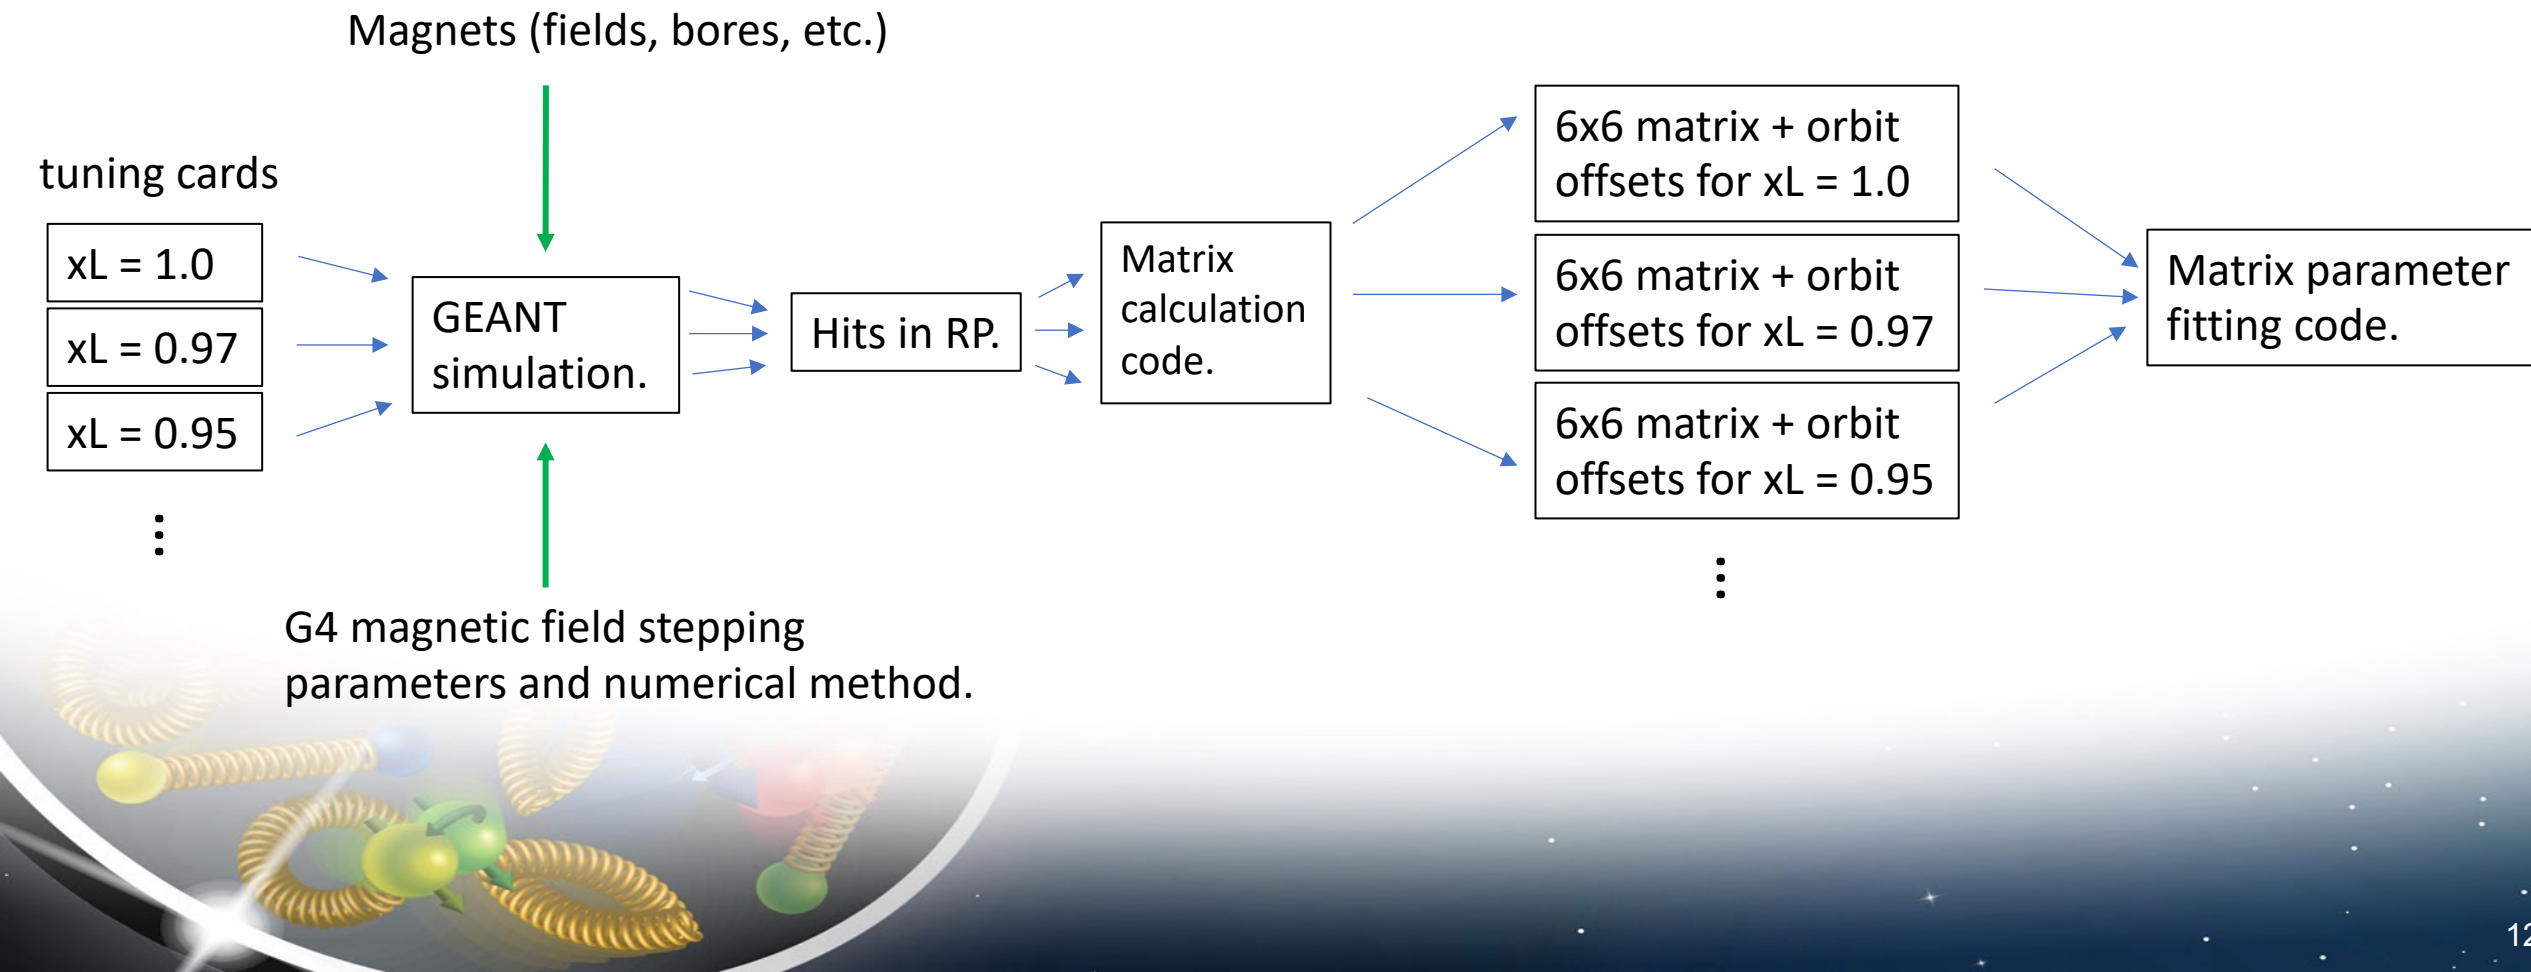 Magnets (fields, bores, etc.)
tuning cards
xL = 1.0
xL = 0.97
xL = 0.95
⋮
GEANT
simulation.
G4 magnetic field stepping
parameters and numerical method.
Hits in RP.
Matrix
calculation
code.
6x6 matrix + orbit
offsets for xL = 1.0
6x6 matrix + orbit
offsets for xL = 0.97
6x6 matrix + orbit
offsets for xL = 0.95
⋮
Matrix parameter
fitting code.
12